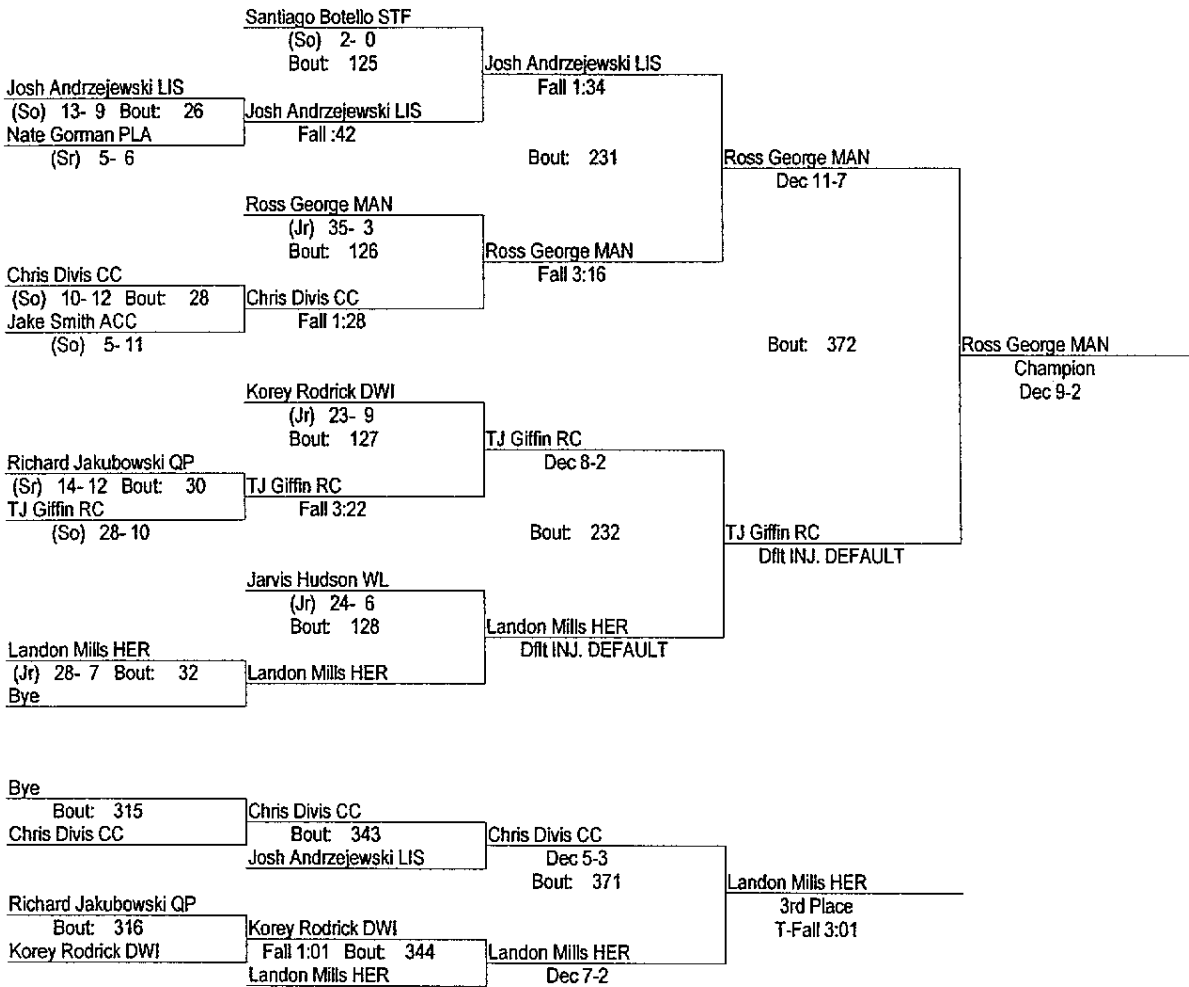 Santiago Botello STF
(So) 2- 0
Bout: 125
Josh Andrzejewski LIS
Fall 1:34
Josh Andrzejewski LIS
(So) 13- 9 Bout: 26
Nate Gorman PLA
(Sr) 5- 6
Josh Andrzejewski LIS
Fall :42
Bout: 231
Ross George MAN
Dec 11-7
Ross George MAN
(Jr) 35- 3
Bout: 126
Ross George MAN
Fall 3:16
Chris Divis CC
(So) 10- 12 Bout: 28
Jake Smith ACC
(So) 5- 11
Chris Divis CC
Fall 1:28
Bout: 372
Ross George MAN
Champion
Dec 9-2
Korey Rodrick DWI
(Jr) 23- 9
Bout: 127
TJ Giffin RC
Dec 8-2
Richard Jakubowski QP
(Sr) 14- 12 Bout: 30
TJ Giffin RC
(So) 28- 10
TJ Giffin RC
Fall 3:22
Bout: 232
TJ Giffin RC
Dflt INJ. DEFAULT
Jarvis Hudson WL
(Jr) 24- 6
Bout: 128
Landon Mills HER
Dflt INJ. DEFAULT
Landon Mills HER
(Jr) 28- 7 Bout: 32
Bye
Landon Mills HER
Bye
Bout: 315
Chris Divis CC
Chris Divis CC
Bout: 343
Josh Andrzejewski LIS
Chris Divis CC
Dec 5-3
Bout: 371
Landon Mills HER
3rd Place
T-Fall 3:01
Richard Jakubowski QP
Bout: 316
Korey Rodrick DWI
Korey Rodrick DWI
Fall 1:01 Bout: 344
Landon Mills HER
Landon Mills HER
Dec 7-2